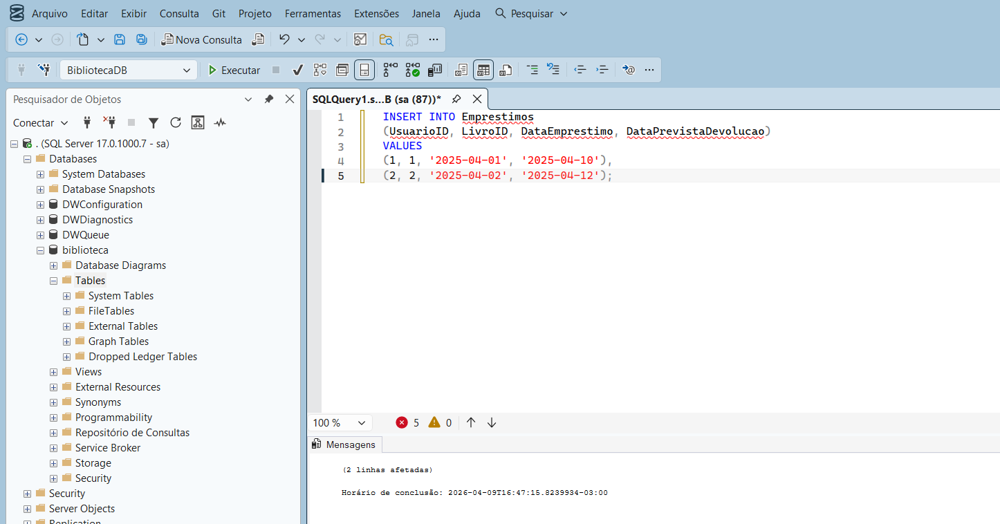 Arquivo Editar Exibir Consulta Git Projeto Ferramentas Extensões Janela Ajuda Pesquisar
Nova Consulta
BibliotecaDB Executar
Pesquisador de Objetos
Conectar
. (SQL Server 17.0.1000.7 - sa)
Databases
System Databases
Database Snapshots
DWConfiguration
DWDiagnostics
DWQueue
biblioteca
Database Diagrams
Tables
System Tables
FileTables
External Tables
Graph Tables
Dropped Ledger Tables
Views
External Resources
Synonyms
Programmability
Repositório de Consultas
Service Broker
Storage
Security
Security
Server Objects
Replication
SQLQuery1.s...B (sa (87))*
1 INSERT INTO Emprestimos
2 (UsuarioID, LivroID, DataEmprestimo, DataPrevistaDevolucao)
3 VALUES
4 (1, 1, '2025-04-01', '2025-04-10'),
5 (2, 2, '2025-04-02', '2025-04-12');
100 % 5 0
Mensagens
(2 linhas afetadas)
Horário de conclusão: 2026-04-09T16:47:15.8239934-03:00